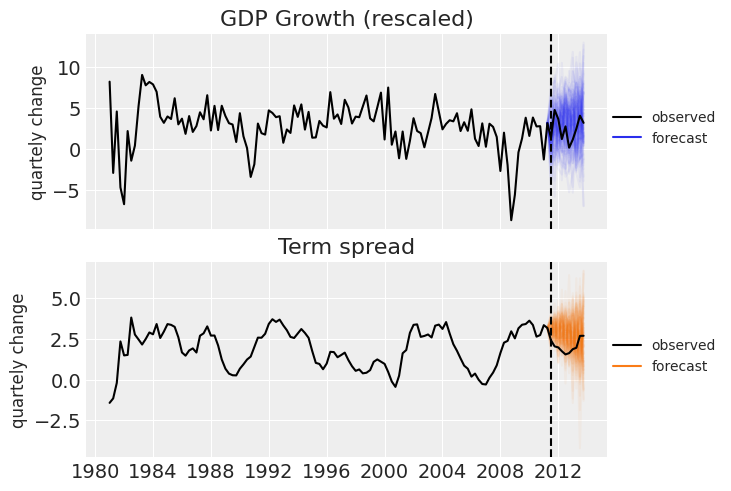 GDP Growth (rescaled)
quartely change
10
5
0
−5
observed
forecast
Term spread
quartely change
5.0
2.5
0.0
−2.5
observed
forecast
1980 1984 1988 1992 1996 2000 2004 2008 2012